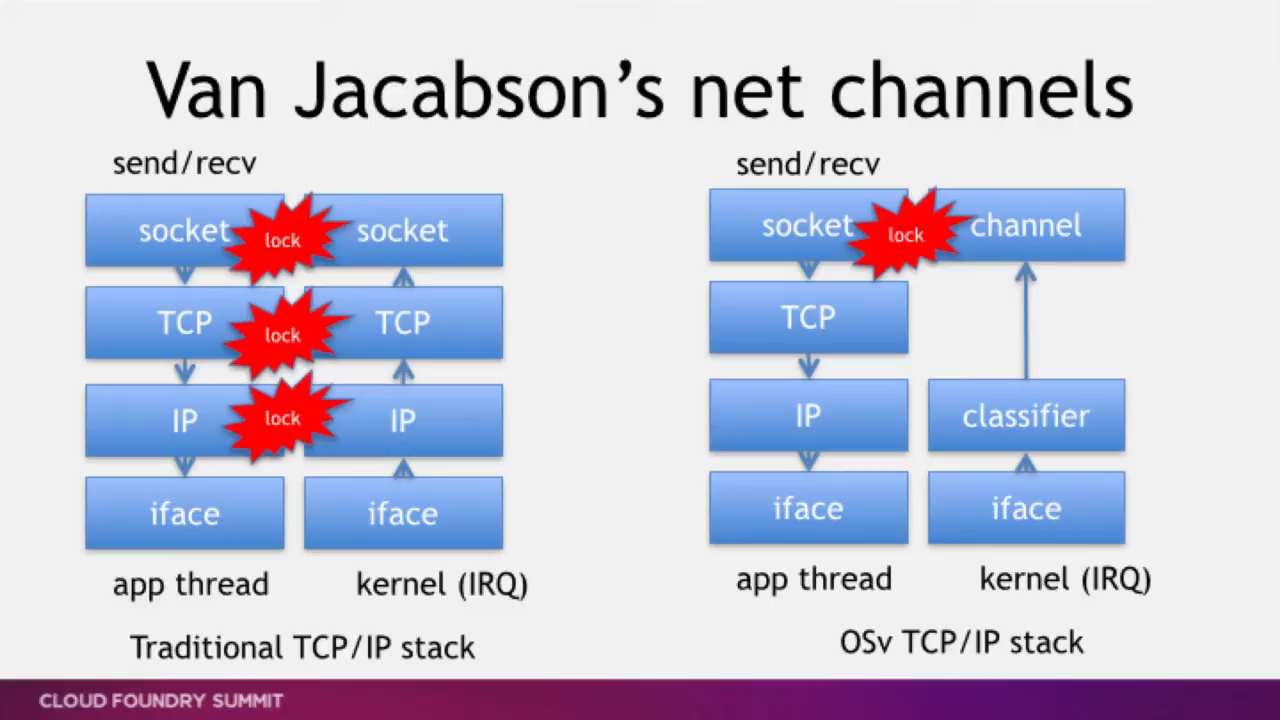 Van Jacabson's net channels
send/recv
socket
lock
socket
TCP
lock
TCP
IP
lock
IP
iface
iface
app thread
kernel (IRQ)
Traditional TCP/IP stack
send/recv
socket
lock
channel
TCP
IP
classifier
iface
iface
app thread
kernel (IRQ)
OSv TCP/IP stack
CLOUD FOUNDRY SUMMIT